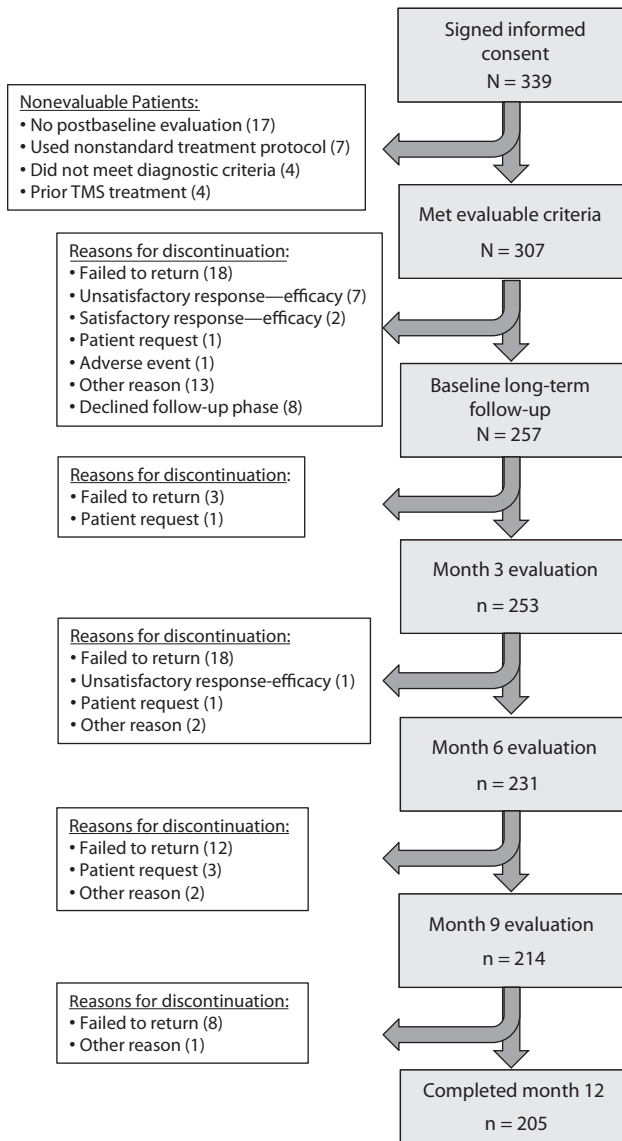 Signed informed
consent
N = 339
Nonevaluable Patients:
• No postbaseline evaluation (17)
• Used nonstandard treatment protocol (7)
• Did not meet diagnostic criteria (4)
• Prior TMS treatment (4)
Met evaluable criteria
N = 307
Reasons for discontinuation:
• Failed to return (18)
• Unsatisfactory response—efficacy (7)
• Satisfactory response—efficacy (2)
• Patient request (1)
• Adverse event (1)
• Other reason (13)
• Declined follow-up phase (8)
Baseline long-term
follow-up
N = 257
Reasons for discontinuation:
• Failed to return (3)
• Patient request (1)
Month 3 evaluation
n = 253
Reasons for discontinuation:
• Failed to return (18)
• Unsatisfactory response-efficacy (1)
• Patient request (1)
• Other reason (2)
Month 6 evaluation
n = 231
Reasons for discontinuation:
• Failed to return (12)
• Patient request (3)
• Other reason (2)
Month 9 evaluation
n = 214
Reasons for discontinuation:
• Failed to return (8)
• Other reason (1)
Completed month 12
n = 205